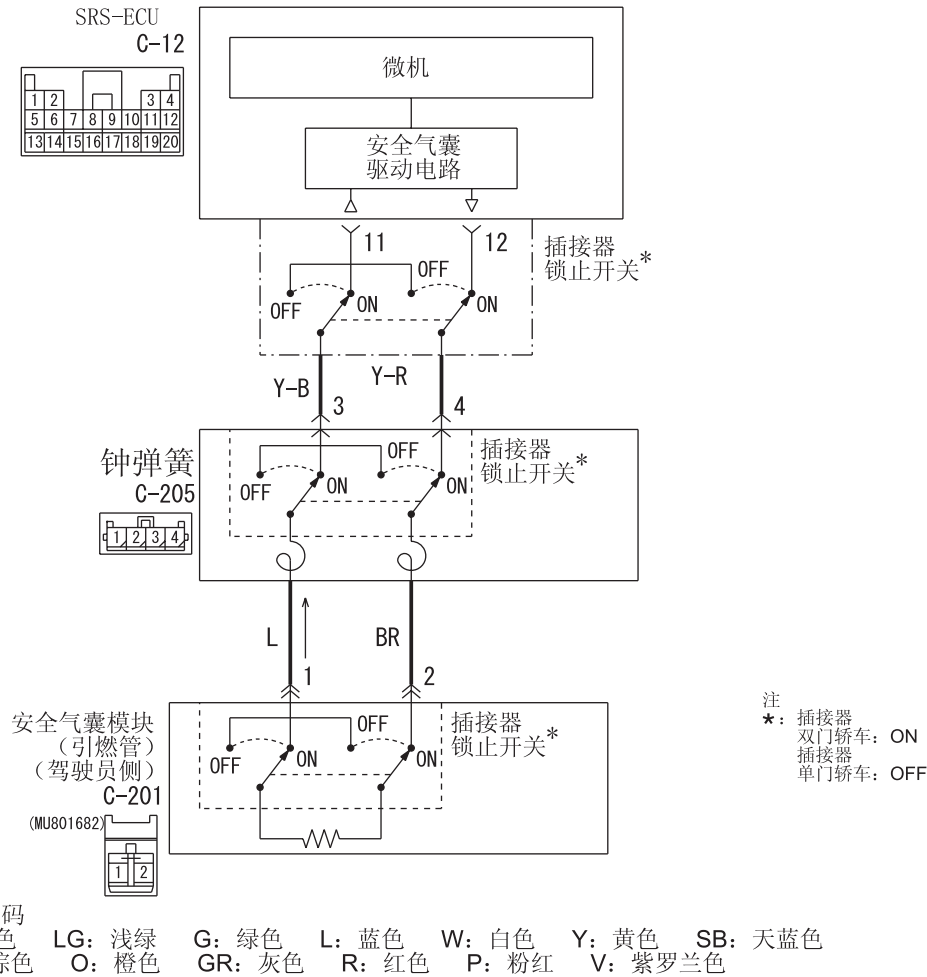 SRS-ECU
C-12
1 2 3 4
5 6 7 8 9 10 11 12
13 14 15 16 17 18 19 20
微机
安全气囊
驱动电路
11
12
插接器
锁止开关*
OFF
OFF
ON
ON
Y-B
Y-R
3
4
钟弹簧
C-205
1 2 3 4
插接器
锁止开关*
OFF
OFF
ON
ON
L
BR
1
2
安全气囊模块
（引燃管）
（驾驶员侧）
C-201
(MU801682)
1 2
插接器
锁止开关*
OFF
OFF
ON
ON
注
*：插接器
双门轿车：ON
插接器
单门轿车：OFF
码
色 LG：浅绿 G：绿色 L：蓝色 W：白色 Y：黄色 SB：天蓝色
棕色 O：橙色 GR：灰色 R：红色 P：粉红 V：紫罗兰色